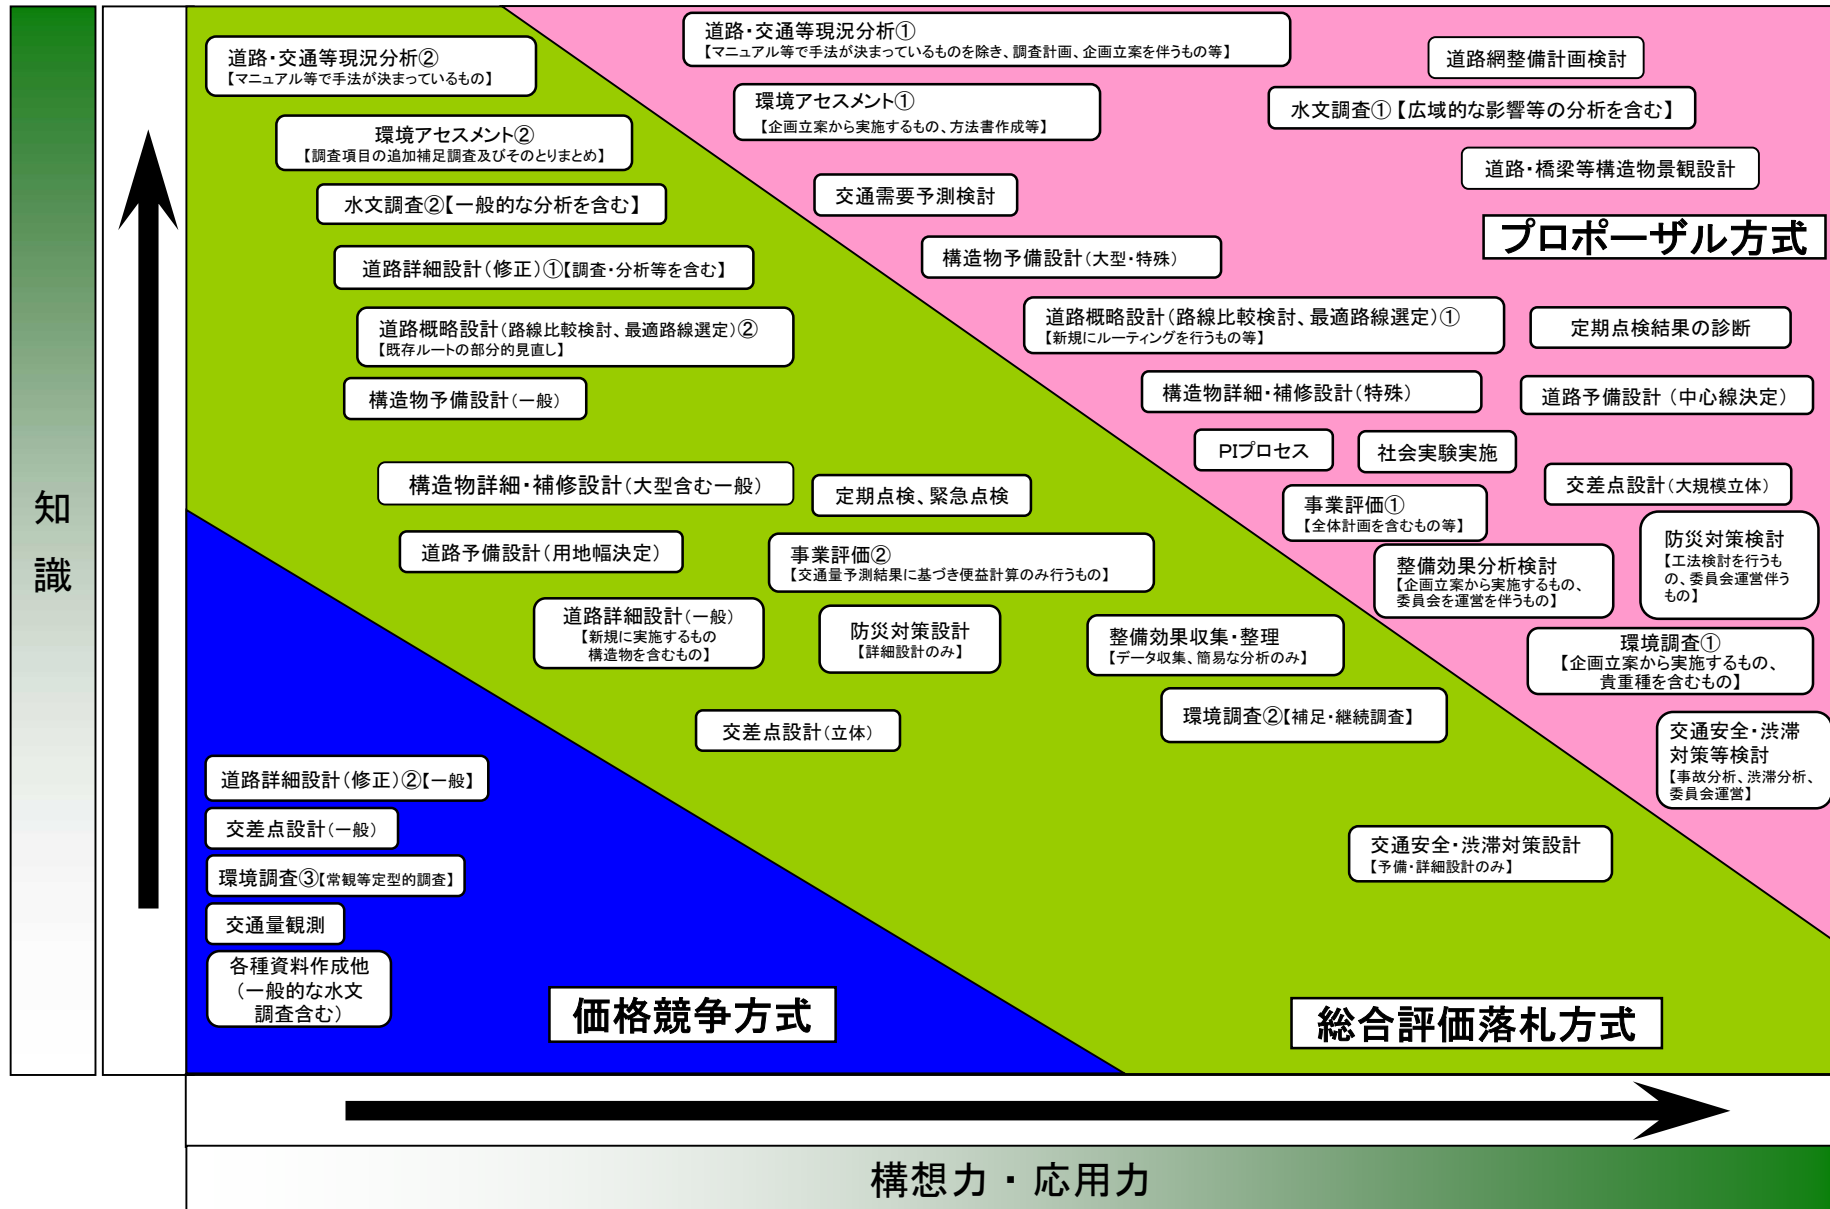 道路・交通等現況分析①
【マニュアル等で手法が決まっているものを除き、調査計画、企画立案を伴うもの等】
道路・交通等現況分析②
【マニュアル等で手法が決まっているもの】
道路網整備計画検討
環境アセスメント①
【企画立案から実施するもの、方法書作成等】
水文調査①【広域的な影響等の分析を含む】
環境アセスメント②
【調査項目の追加補足調査及びそのとりまとめ】
道路・橋梁等構造物景観設計
水文調査②【一般的な分析を含む】
交通需要予測検討
プロポーザル方式
道路詳細設計(修正)①【調査・分析等を含む】
構造物予備設計(大型・特殊)
道路概略設計(路線比較検討、最適路線選定)②
【既存ルートの部分的見直し】
道路概略設計(路線比較検討、最適路線選定)①
【新規にルーティングを行うもの等】
定期点検結果の診断
構造物予備設計(一般)
構造物詳細・補修設計(特殊)
道路予備設計(中心線決定)
PIプロセス
社会実験実施
構造物詳細・補修設計(大型含む一般)
定期点検、緊急点検
交差点設計(大規模立体)
事業評価①
【全体計画を含むもの等】
知
識
道路予備設計(用地幅決定)
事業評価②
【交通量予測結果に基づき便益計算のみ行うもの】
整備効果分析検討
【企画立案から実施するもの、
委員会を運営を伴うもの】
防災対策検討
【工法検討を行うも
の、委員会運営伴う
もの】
道路詳細設計(一般)
【新規に実施するもの
構造物を含むもの】
防災対策設計
【詳細設計のみ】
整備効果収集・整理
【データ収集、簡易な分析のみ】
環境調査①
【企画立案から実施するもの、
貴重種を含むもの】
環境調査②【補足・継続調査】
交差点設計(立体)
交通安全・渋滞
対策等検討
【事故分析、渋滞分析、
委員会運営】
道路詳細設計(修正)②【一般】
交差点設計(一般)
交通安全・渋滞対策設計
【予備・詳細設計のみ】
環境調査③【常観等定型的調査】
交通量観測
各種資料作成他
(一般的な水文
調査含む)
価格競争方式
総合評価落札方式
構想力・応用力